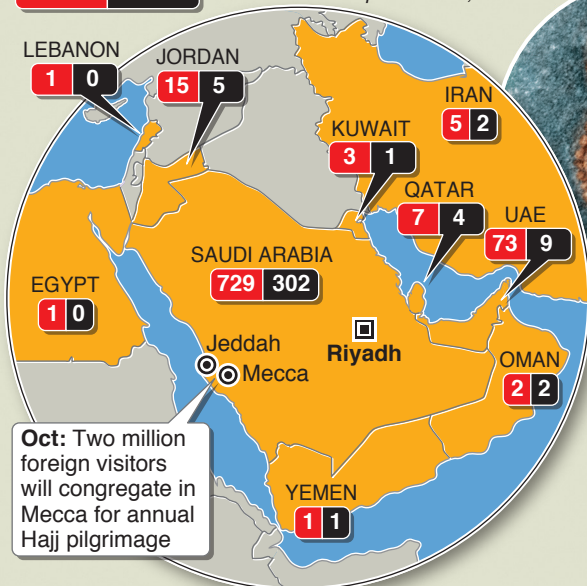 LEBANON
1 0
JORDAN
15 5
IRAN
5 2
KUWAIT
3 1
QATAR
7 4
UAE
73 9
SAUDI ARABIA
729 302
EGYPT
1 0
Riyadh
Jeddah
Mecca
OMAN
2 2
Oct: Two million
foreign visitors
will congregate in
Mecca for annual
Hajj pilgrimage
YEMEN
1 1